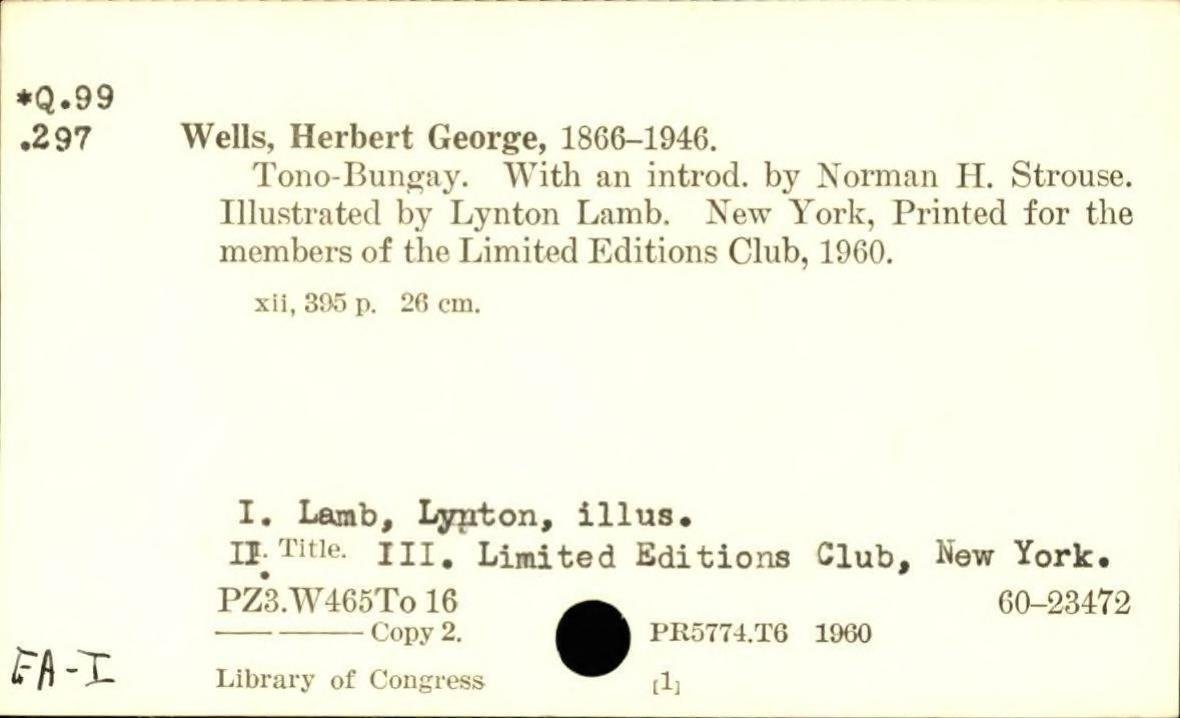 *Q.99
.297 Wells, Herbert George, 1866–1946.
Tono-Bungay. With an introd. by Norman H. Strouse.
Illustrated by Lynton Lamb. New York, Printed for the
members of the Limited Editions Club, 1960.
xii, 395 p. 26 cm.
I. Lamb, Lynton, illus.
II. Title. III. Limited Editions Club, New York.
PZ3.W465To 16 60–23472
—— ——— Copy 2. PR5774.T6 1960
FA-I
Library of Congress [1]